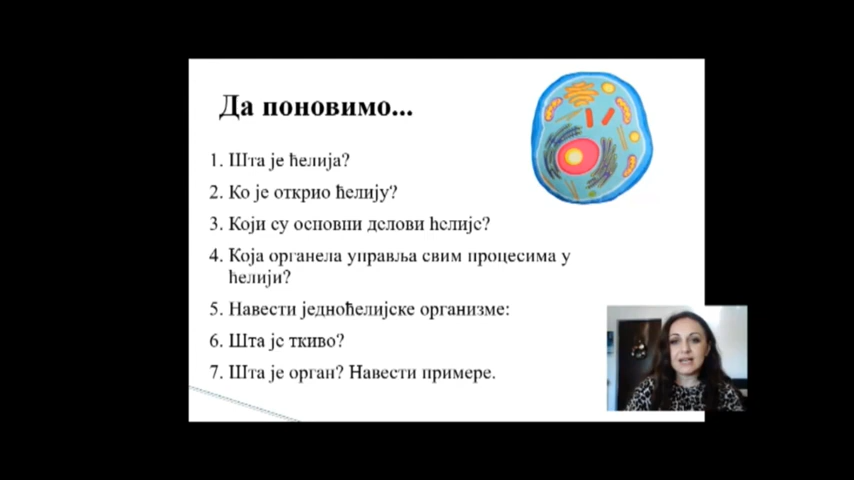 Да поновимо...
1. Шта је ћелија?
2. Ко је открио ћелију?
3. Који су основни делови ћелије?
4. Која органела управља свим процесима у
ћелији?
5. Навести једноћелијске организме:
6. Шта је ткиво?
7. Шта је орган? Навести примере.